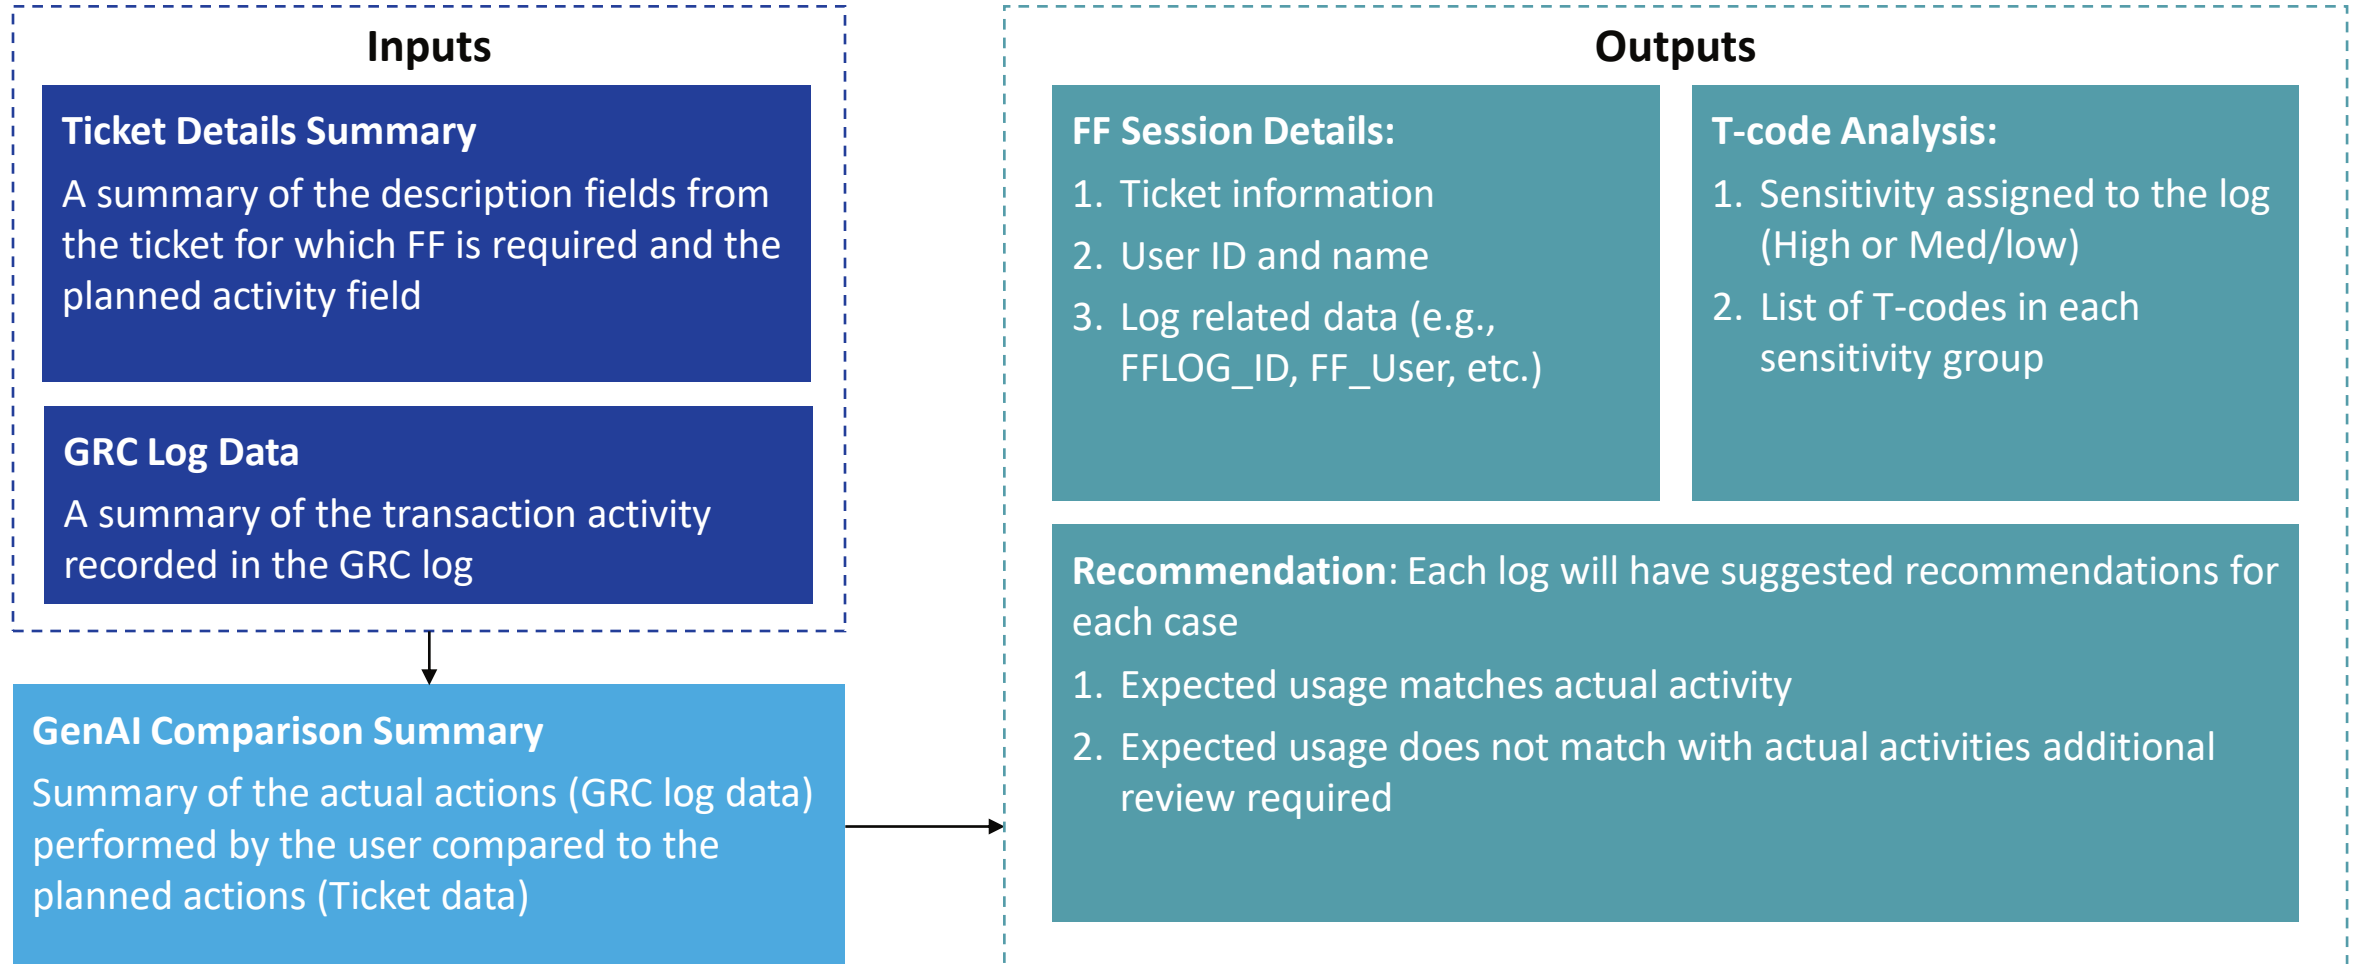 Inputs
Ticket Details Summary
A summary of the description fields from
the ticket for which FF is required and the
planned activity field
GRC Log Data
A summary of the transaction activity
recorded in the GRC log
GenAI Comparison Summary
Summary of the actual actions (GRC log data)
performed by the user compared to the
planned actions (Ticket data)
Outputs
FF Session Details:
1. Ticket information
2. User ID and name
3. Log related data (e.g.,
FFLOG_ID, FF_User, etc.)
T-code Analysis:
1. Sensitivity assigned to the log
(High or Med/low)
2. List of T-codes in each
sensitivity group
Recommendation: Each log will have suggested recommendations for
each case
1. Expected usage matches actual activity
2. Expected usage does not match with actual activities additional
review required